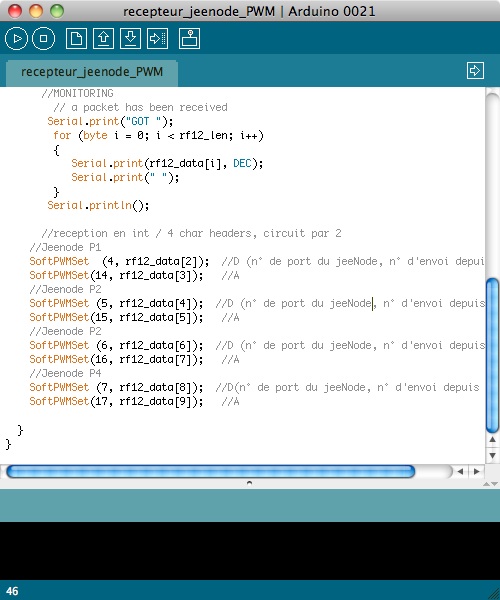 recepteur_jeenode_PWM | Arduino 0021
recepteur_jeenode_PWM
//MONITORING
// a packet has been received
Serial.print("GOT ");
for (byte i = 0; i < rf12_len; i++)
{
Serial.print(rf12_data[i], DEC);
Serial.print(" ");
}
Serial.println();
//reception en int / 4 char headers, circuit par 2
//Jeenode P1
SoftPWMSet  (4, rf12_data[2]);  //D (n° de port du jeeNode, n° d'envoi depui
SoftPWMSet(14, rf12_data[3]);  //A
//Jeenode P2
SoftPWMSet (5, rf12_data[4]);  //D (n° de port du jeeNode, n° d'envoi depuis
SoftPWMSet(15, rf12_data[5]);  //A
//Jeenode P2
SoftPWMSet (6, rf12_data[6]);  //D (n° de port du jeeNode, n° d'envoi depuis
SoftPWMSet(16, rf12_data[7]);  //A
//Jeenode P4
SoftPWMSet (7, rf12_data[8]);  //D(n° de port du jeeNode, n° d'envoi depuis
SoftPWMSet(17, rf12_data[9]);   //A
}
}
46